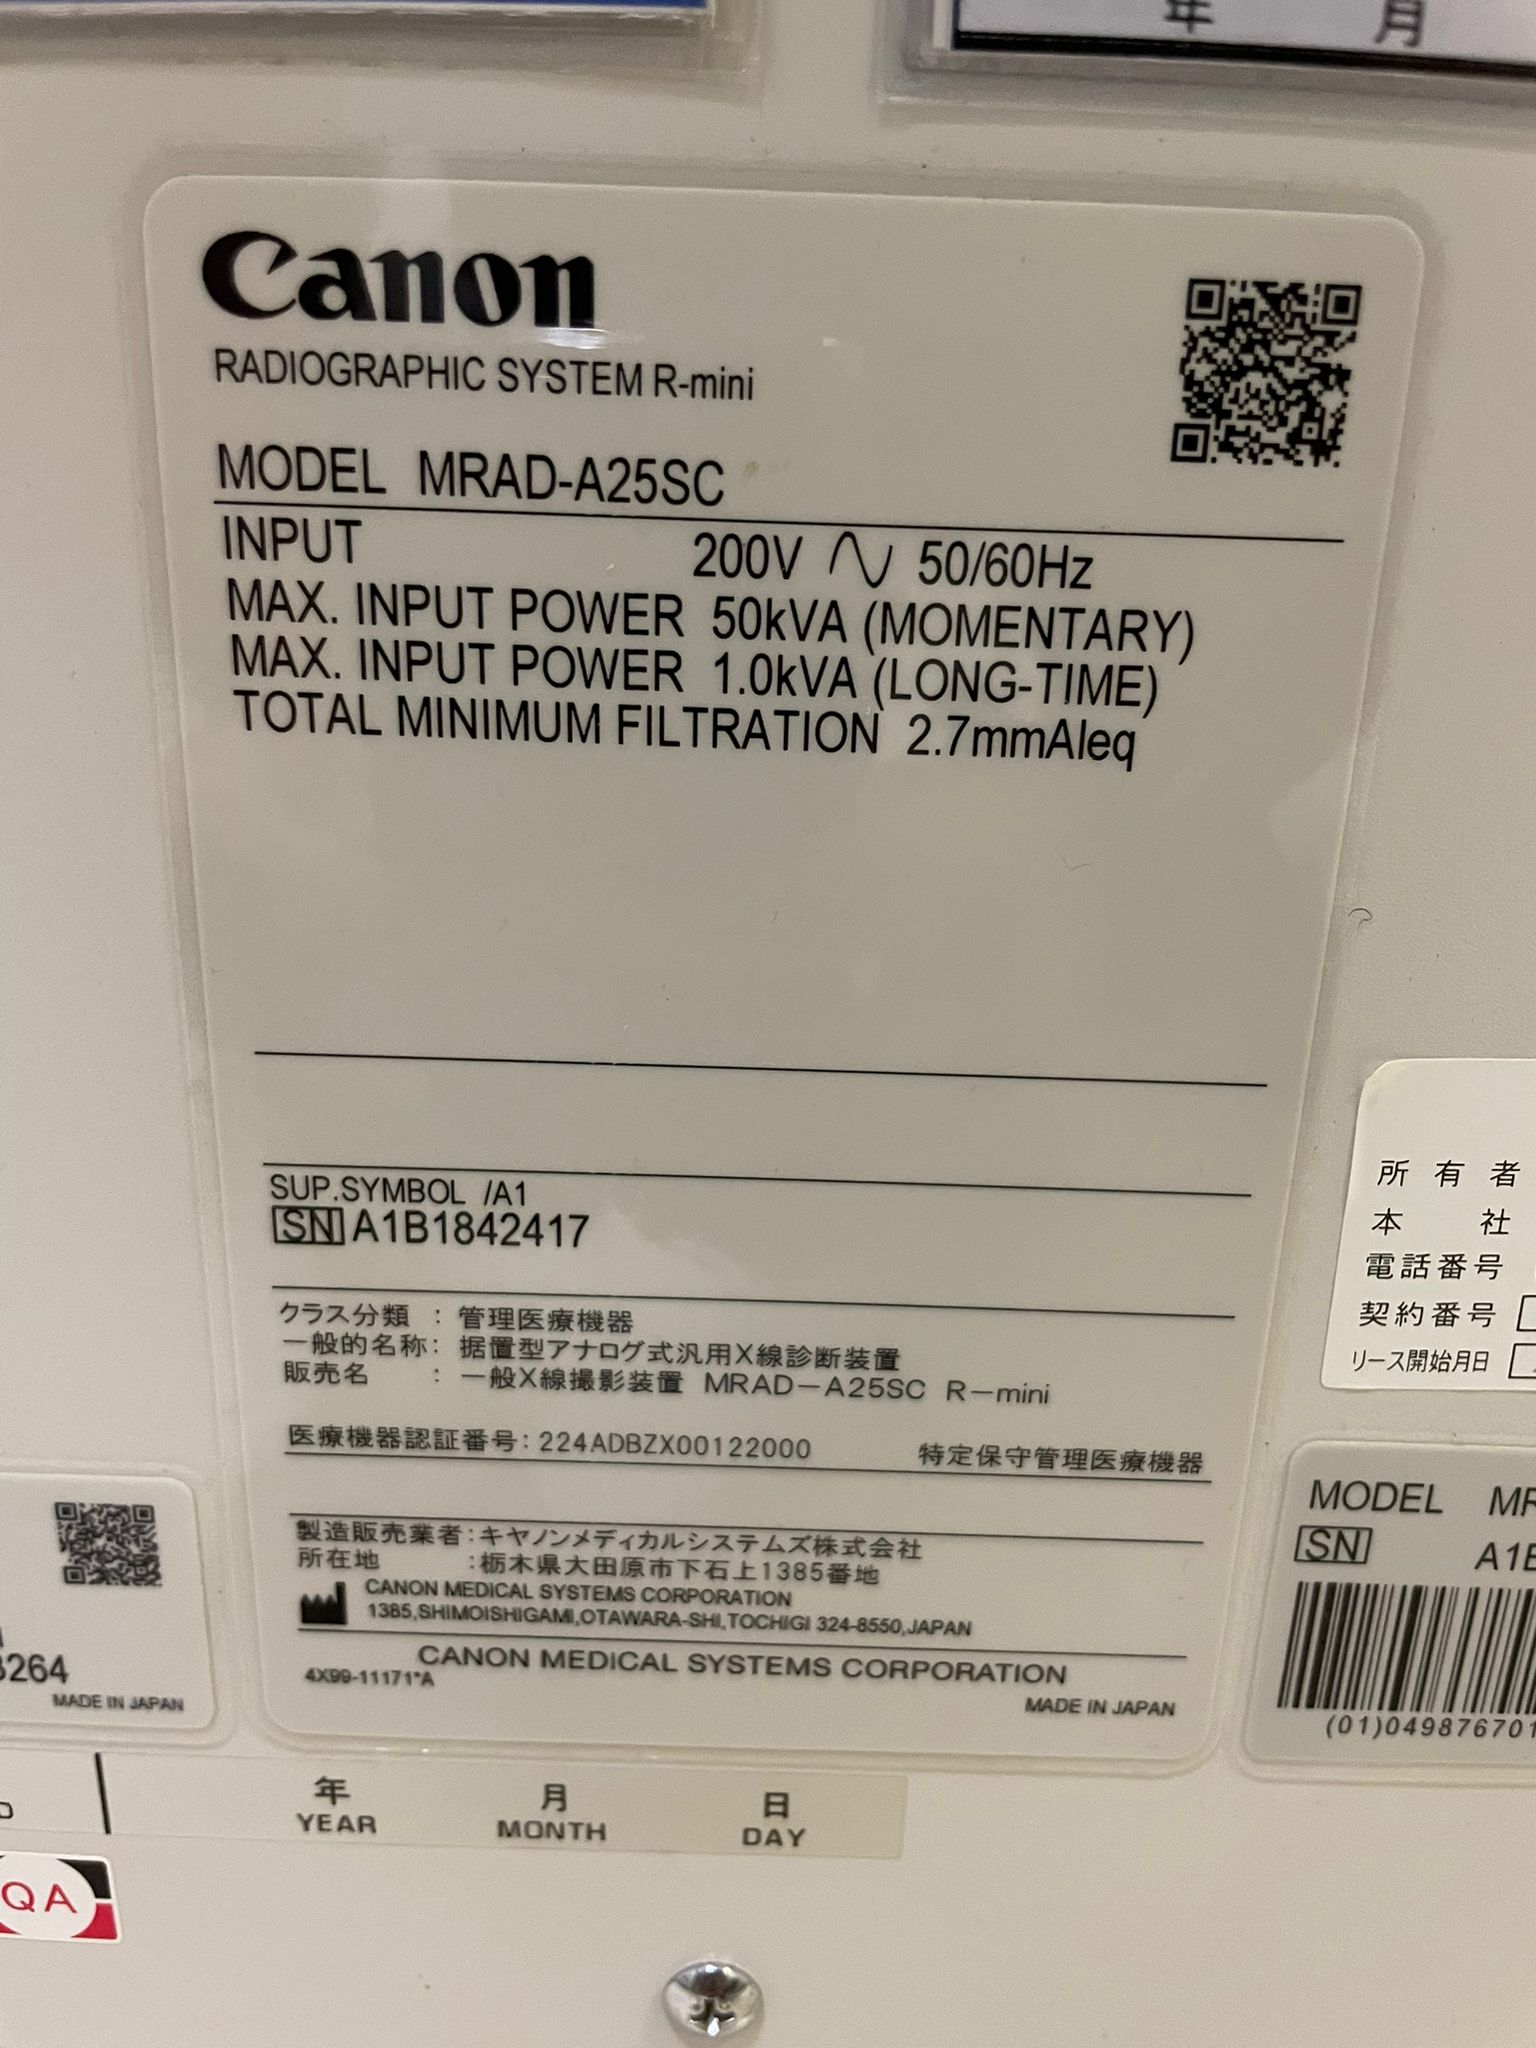 年 月
Canon
RADIOGRAPHIC SYSTEM R-mini
MODEL MRAD-A25SC
INPUT 200V 50/60Hz
MAX. INPUT POWER 50kVA (MOMENTARY)
MAX. INPUT POWER 1.0kVA (LONG-TIME)
TOTAL MINIMUM FILTRATION 2.7mmAleq
SUP.SYMBOL /A1
SN A1B1842417
クラス分類 : 管理医療機器
一般的名称: 据置型アナログ式汎用X線診断装置
販売名 : 一般X線撮影装置 MRAD-A25SC R-mini
医療機器認証番号: 224ADBZX00122000 特定保守管理医療機器
製造販売業者:キヤノンメディカルシステムズ株式会社
所在地 :栃木県大田原市下石上1385番地
CANON MEDICAL SYSTEMS CORPORATION
1385,SHIMOISHIGAMI,OTAWARA-SHI,TOCHIGI 324-8550,JAPAN
CANON MEDICAL SYSTEMS CORPORATION
4X99-11171*A
MADE IN JAPAN
所有者
本社
電話番号
契約番号
リース開始月日
MODEL MR
SN A1B
(01)049876701
3264
MADE IN JAPAN
年 月 日
YEAR MONTH DAY
QA